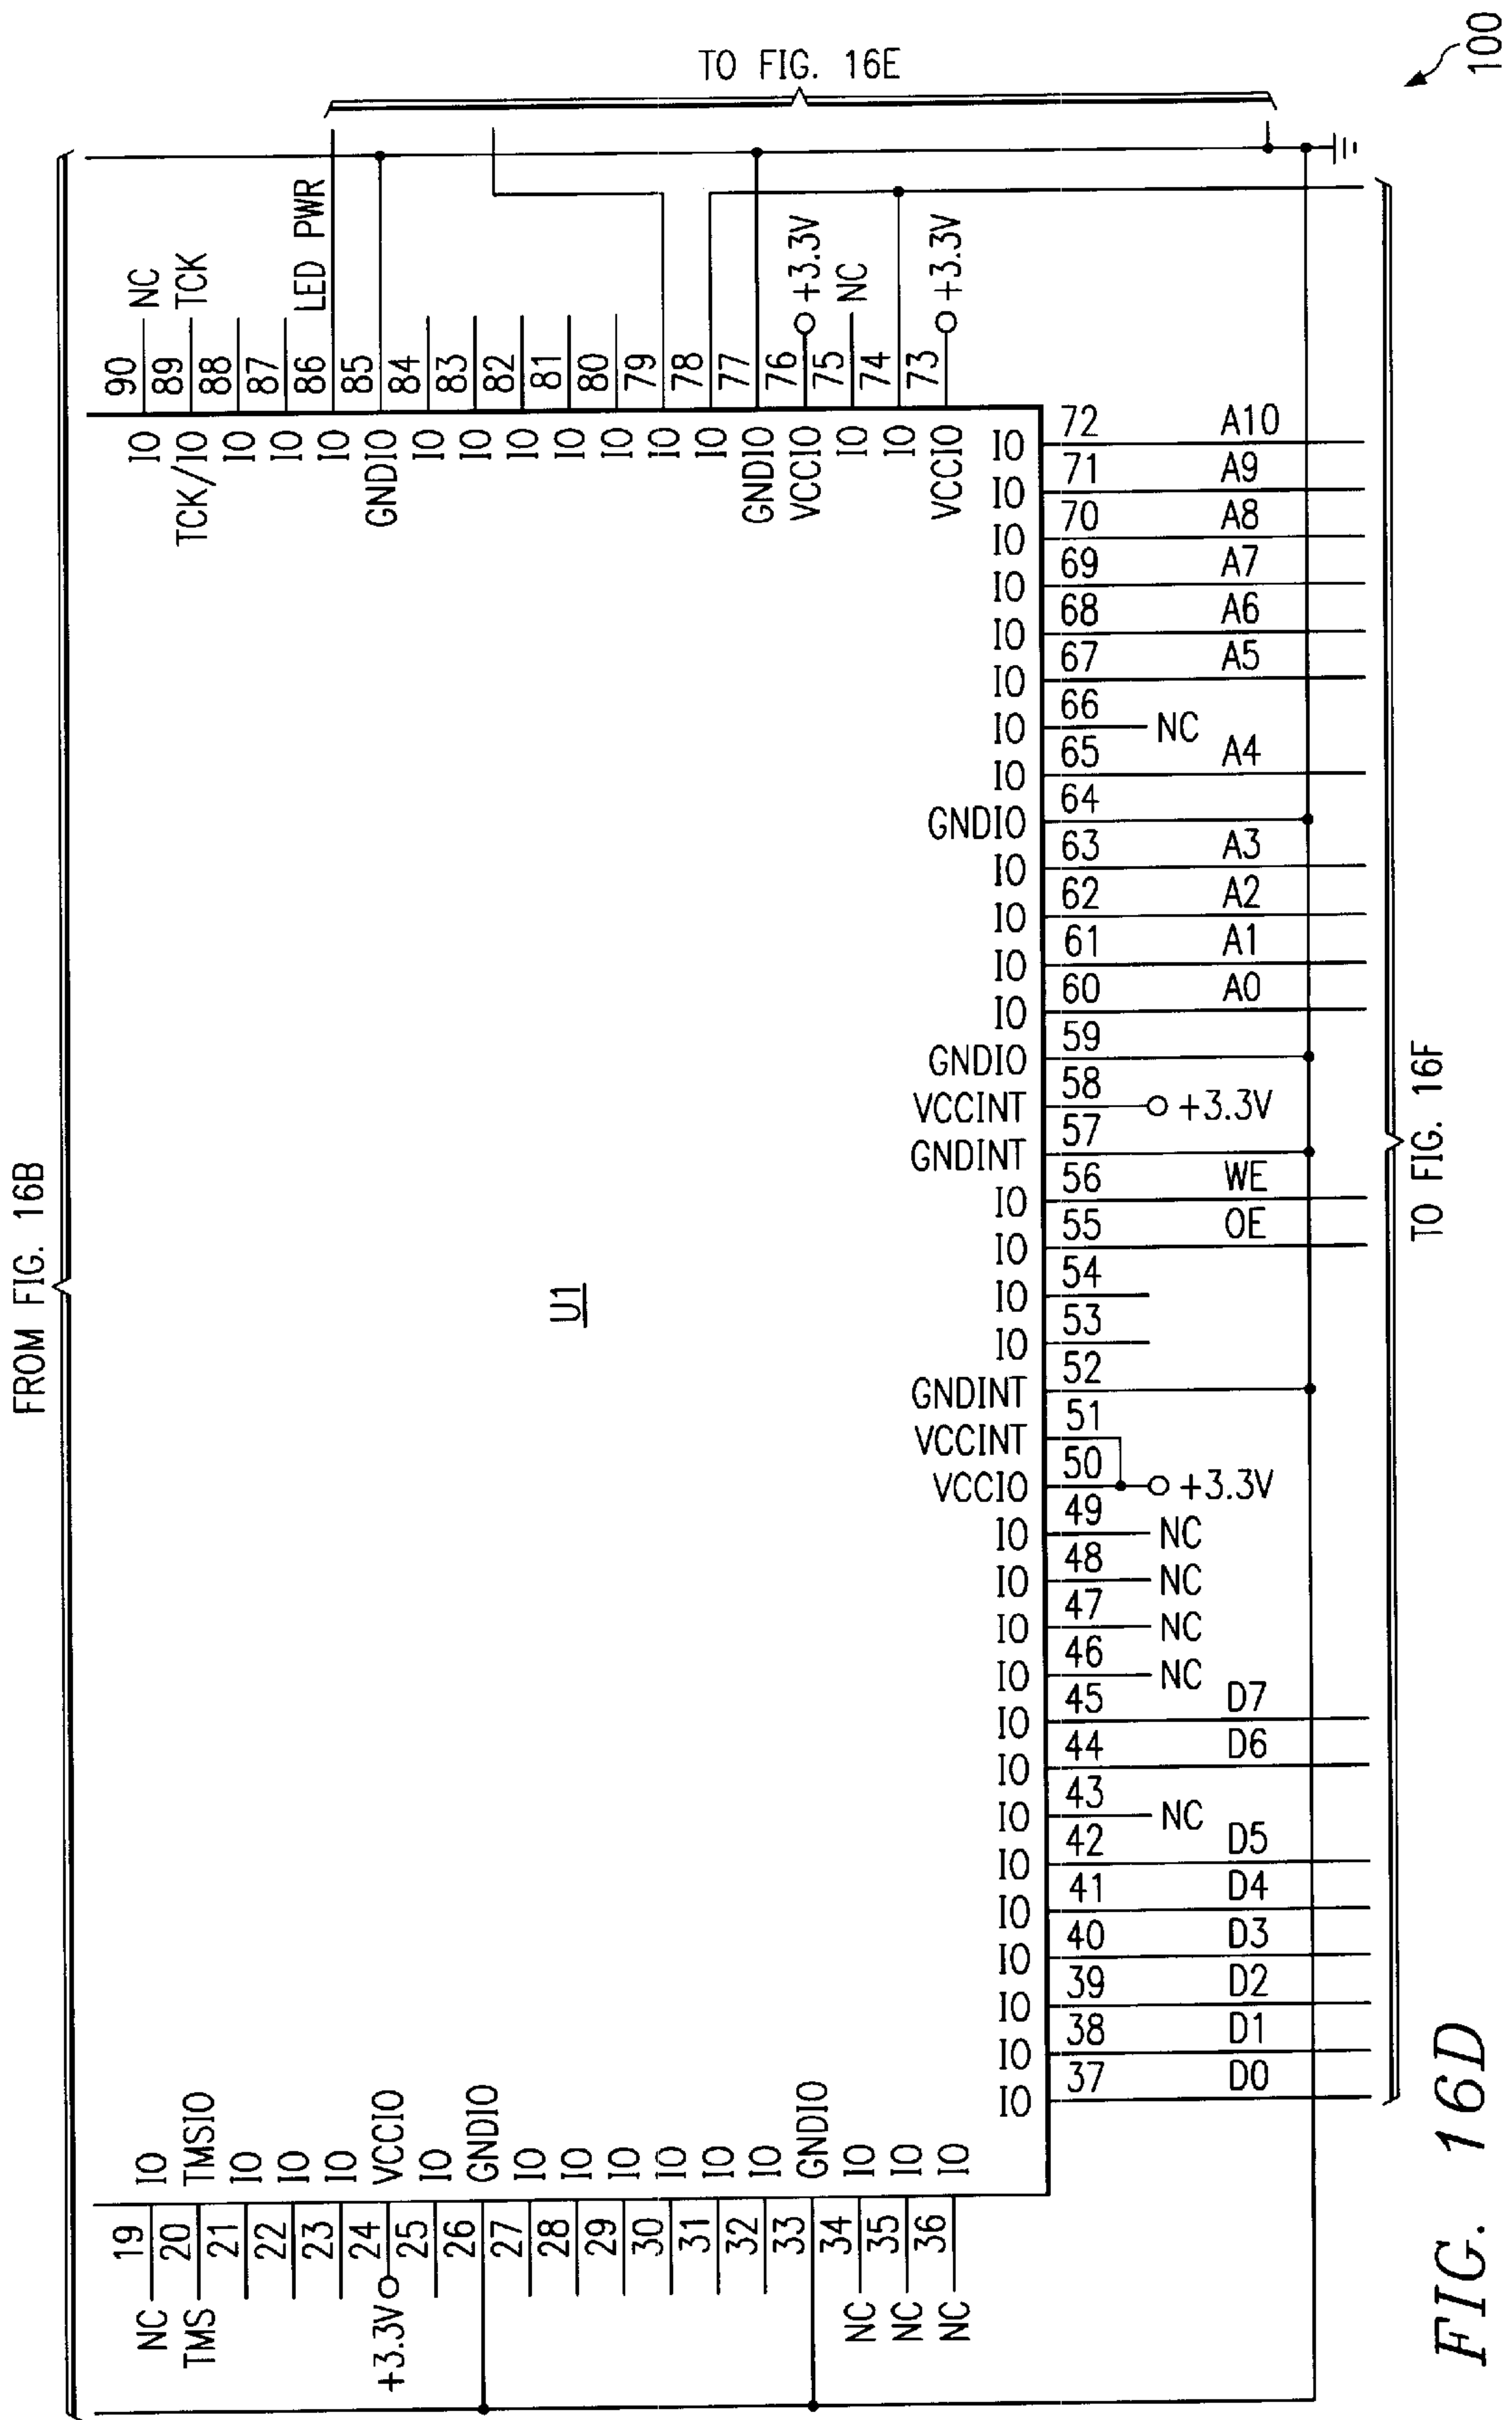 FROM FIG. 16B
TO FIG. 16E
100
NC 19 IO
TMS 20 TMSIO
21 IO
22 IO
23 IO
+3.3V 24 VCCIO
25 IO
26 GNDIO
27 IO
28 IO
29 IO
30 IO
31 IO
32 IO
33 GNDIO
NC 34 IO
NC 35 IO
NC 36 IO
U1
IO 90 NC
TCK/IO 89 TCK
IO 88
IO 87
IO 86 LED PWR
GNDIO 85
IO 84
IO 83
IO 82
IO 81
IO 80
IO 79
IO 78
GNDIO 77
VCCIO 76 +3.3V
IO 75 NC
IO 74
VCCIO 73 +3.3V
IO 37 D0
IO 38 D1
IO 39 D2
IO 40 D3
IO 41 D4
IO 42 D5
IO 43 NC
IO 44 D6
IO 45 D7
IO 46 NC
IO 47 NC
IO 48 NC
IO 49 NC
VCCIO 50 +3.3V
VCCINT 51
GNDINT 52
IO 53
IO 54
IO 55 OE
IO 56 WE
GNDINT 57
VCCINT 58 +3.3V
GNDIO 59
IO 60 A0
IO 61 A1
IO 62 A2
IO 63 A3
GNDIO 64
IO 65 A4
IO 66 NC
IO 67 A5
IO 68 A6
IO 69 A7
IO 70 A8
IO 71 A9
IO 72 A10
TO FIG. 16F
FIG. 16D